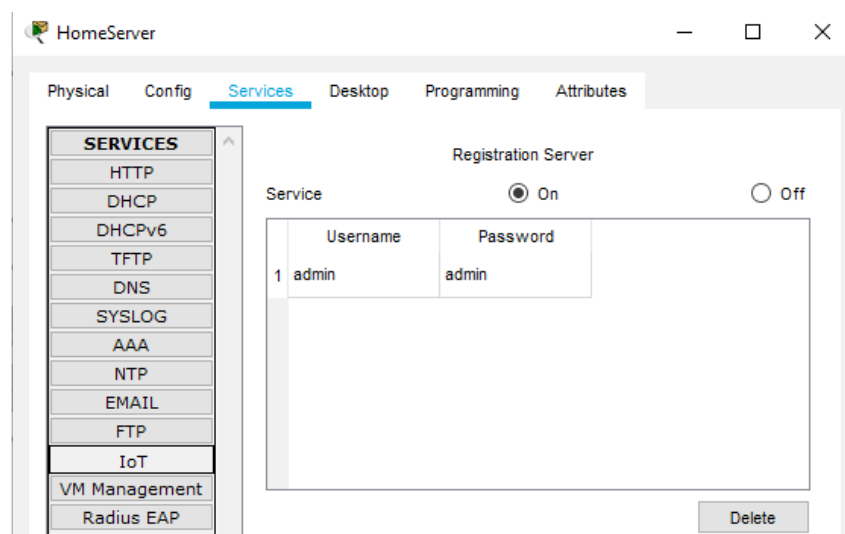 HomeServer
Physical Config Services Desktop Programming Attributes
SERVICES
HTTP
DHCP
DHCPv6
TFTP
DNS
SYSLOG
AAA
NTP
EMAIL
FTP
IoT
VM Management
Radius EAP
Registration Server
Service On Off
Username Password
1 admin admin
Delete